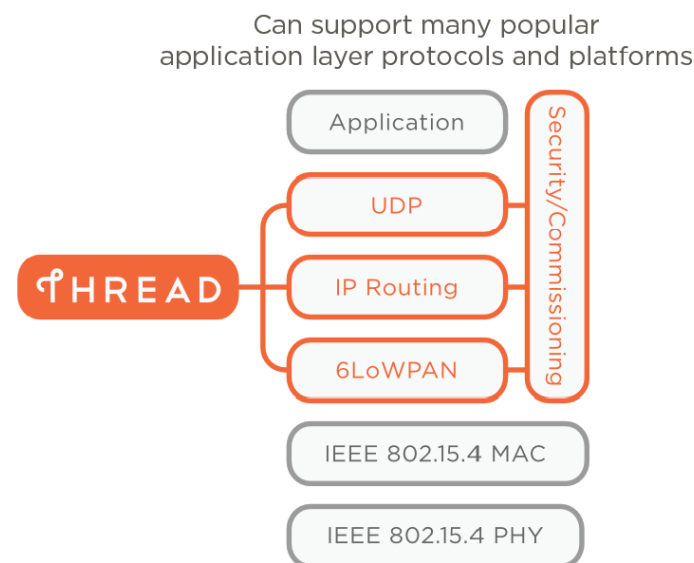 Can support many popular
application layer protocols and platforms
Application
Security/Commissioning
UDP
THREAD
IP Routing
6LoWPAN
IEEE 802.15.4 MAC
IEEE 802.15.4 PHY